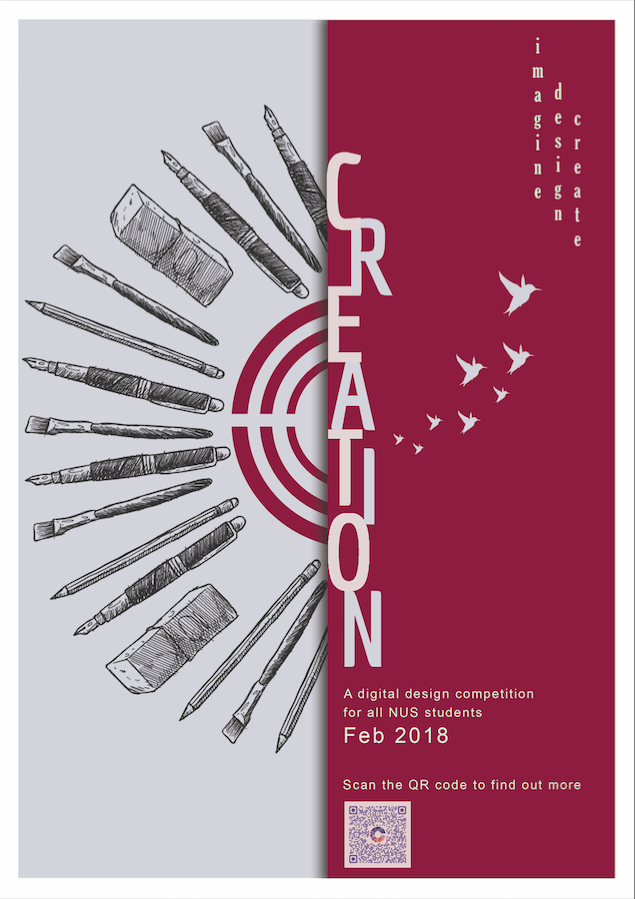 imagine
design
create
CREATION
A digital design competition
for all NUS students
Feb 2018
Scan the QR code to find out more